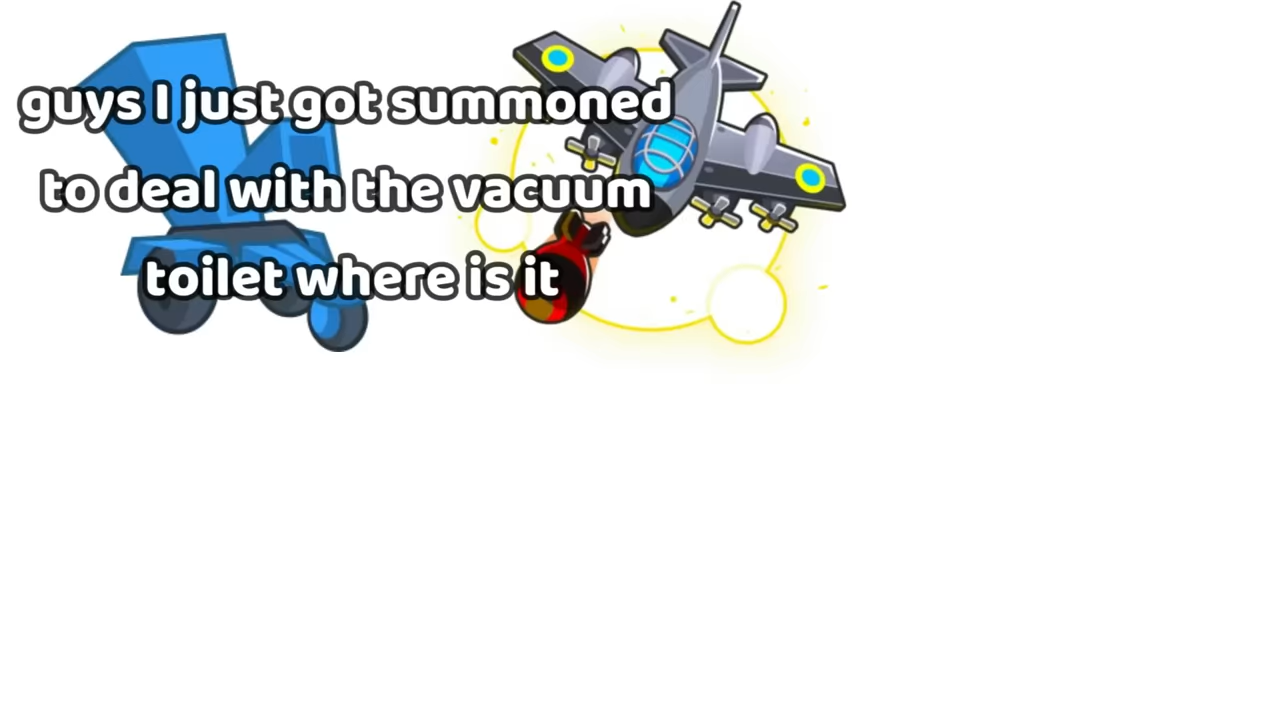 guys I just got summoned
to deal with the vacuum
toilet where is it